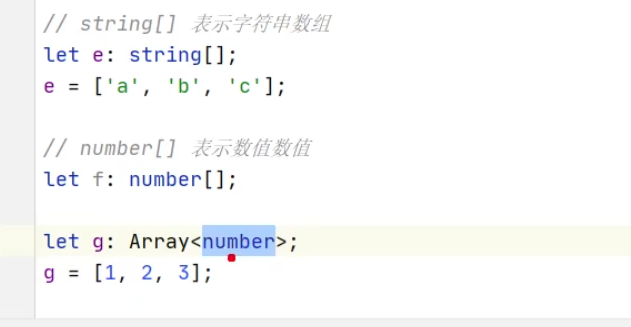 // string[] 表示字符串数组
let e: string[];
e = ['a', 'b', 'c'];
// number[] 表示数值数值
let f: number[];
let g: Array<number>;
g = [1, 2, 3];